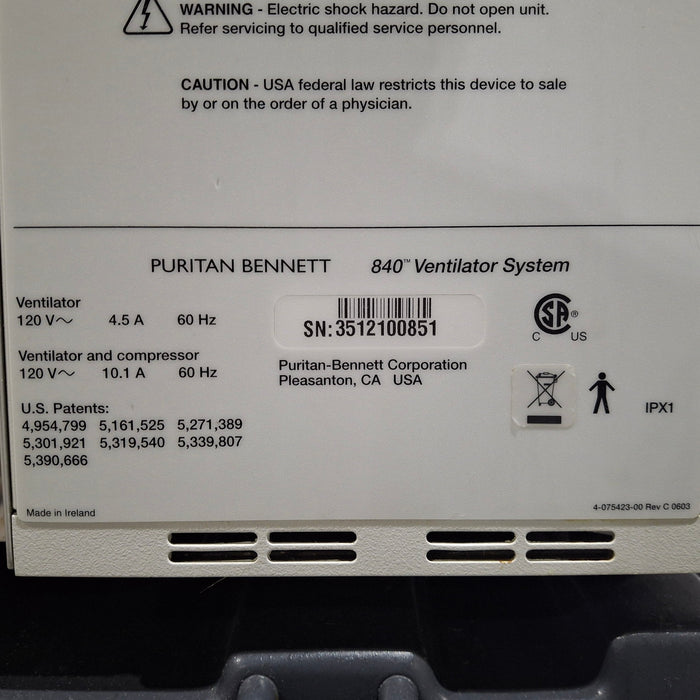 WARNING - Electric shock hazard. Do not open unit.
Refer servicing to qualified service personnel.
CAUTION - USA federal law restricts this device to sale
by or on the order of a physician.
PURITAN BENNETT 840™ Ventilator System
Ventilator
120 V~ 4.5 A 60 Hz
Ventilator and compressor
120 V~ 10.1 A 60 Hz
U.S. Patents:
4,954,799 5,161,525 5,271,389
5,301,921 5,319,540 5,339,807
5,390,666
Made in Ireland
SN:3512100851
Puritan-Bennett Corporation
Pleasanton, CA USA
SA ®
C US
IPX1
4-075423-00 Rev C 0603